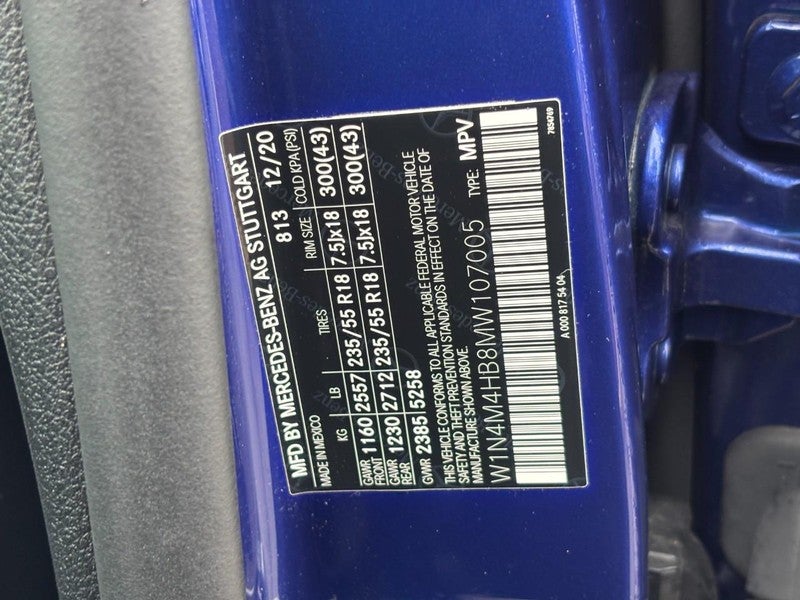 MFD BY MERCEDES-BENZ AG STUTTGART
MADE IN MEXICO 813 12/20
KG LB TIRES RIM SIZE: COLD KPA (PSI)
GAWR FRONT 1160 2557 235/55 R18 7.5Jx18 300(43)
GAWR REAR 1230 2712 235/55 R18 7.5Jx18 300(43)
GVWR 2385 5258
THIS VEHICLE CONFORMS TO ALL APPLICABLE FEDERAL MOTOR VEHICLE
SAFETY AND THEFT PREVENTION STANDARDS IN EFFECT ON THE DATE OF
MANUFACTURE SHOWN ABOVE.
TYPE: MPV
W1N4M4HB8MW107005
A 000 817 54 04
7854769